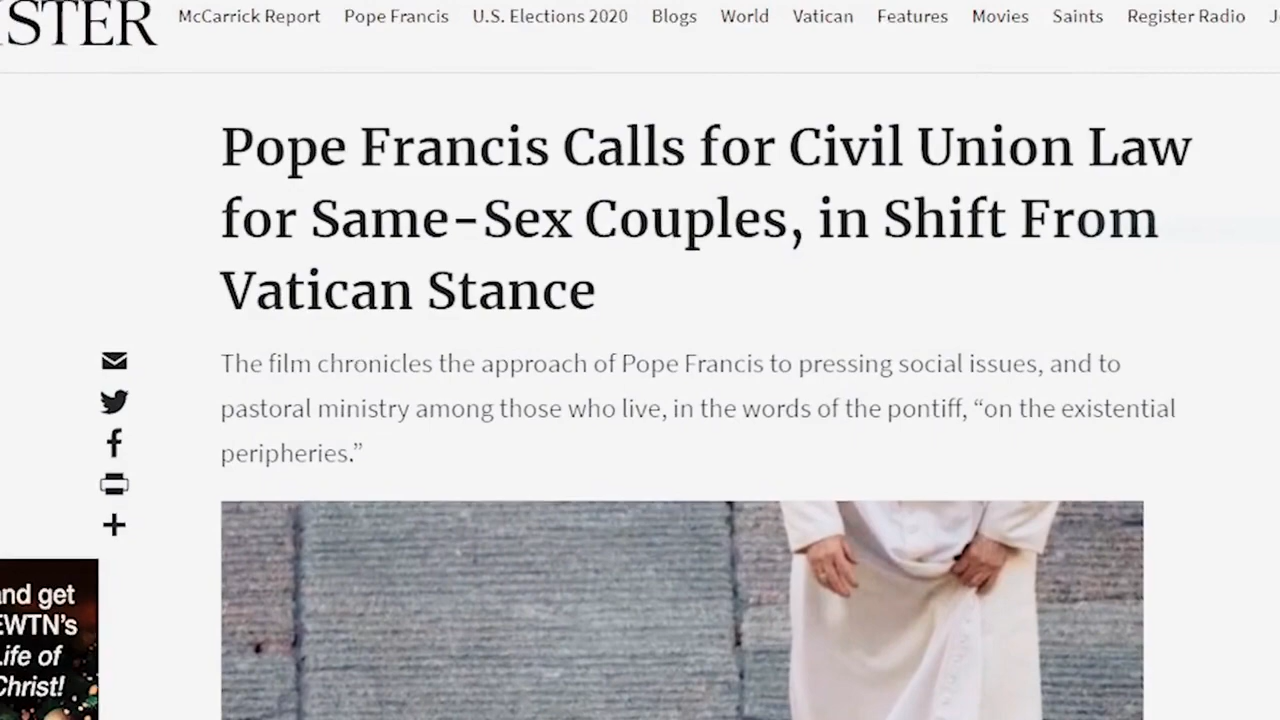 ISTER
McCarrick Report Pope Francis U.S. Elections 2020 Blogs World Vatican Features Movies Saints Register Radio
Pope Francis Calls for Civil Union Law
for Same-Sex Couples, in Shift From
Vatican Stance
The film chronicles the approach of Pope Francis to pressing social issues, and to
pastoral ministry among those who live, in the words of the pontiff, “on the existential
peripheries.”
and get
EWTN’s
Life of
Christ!